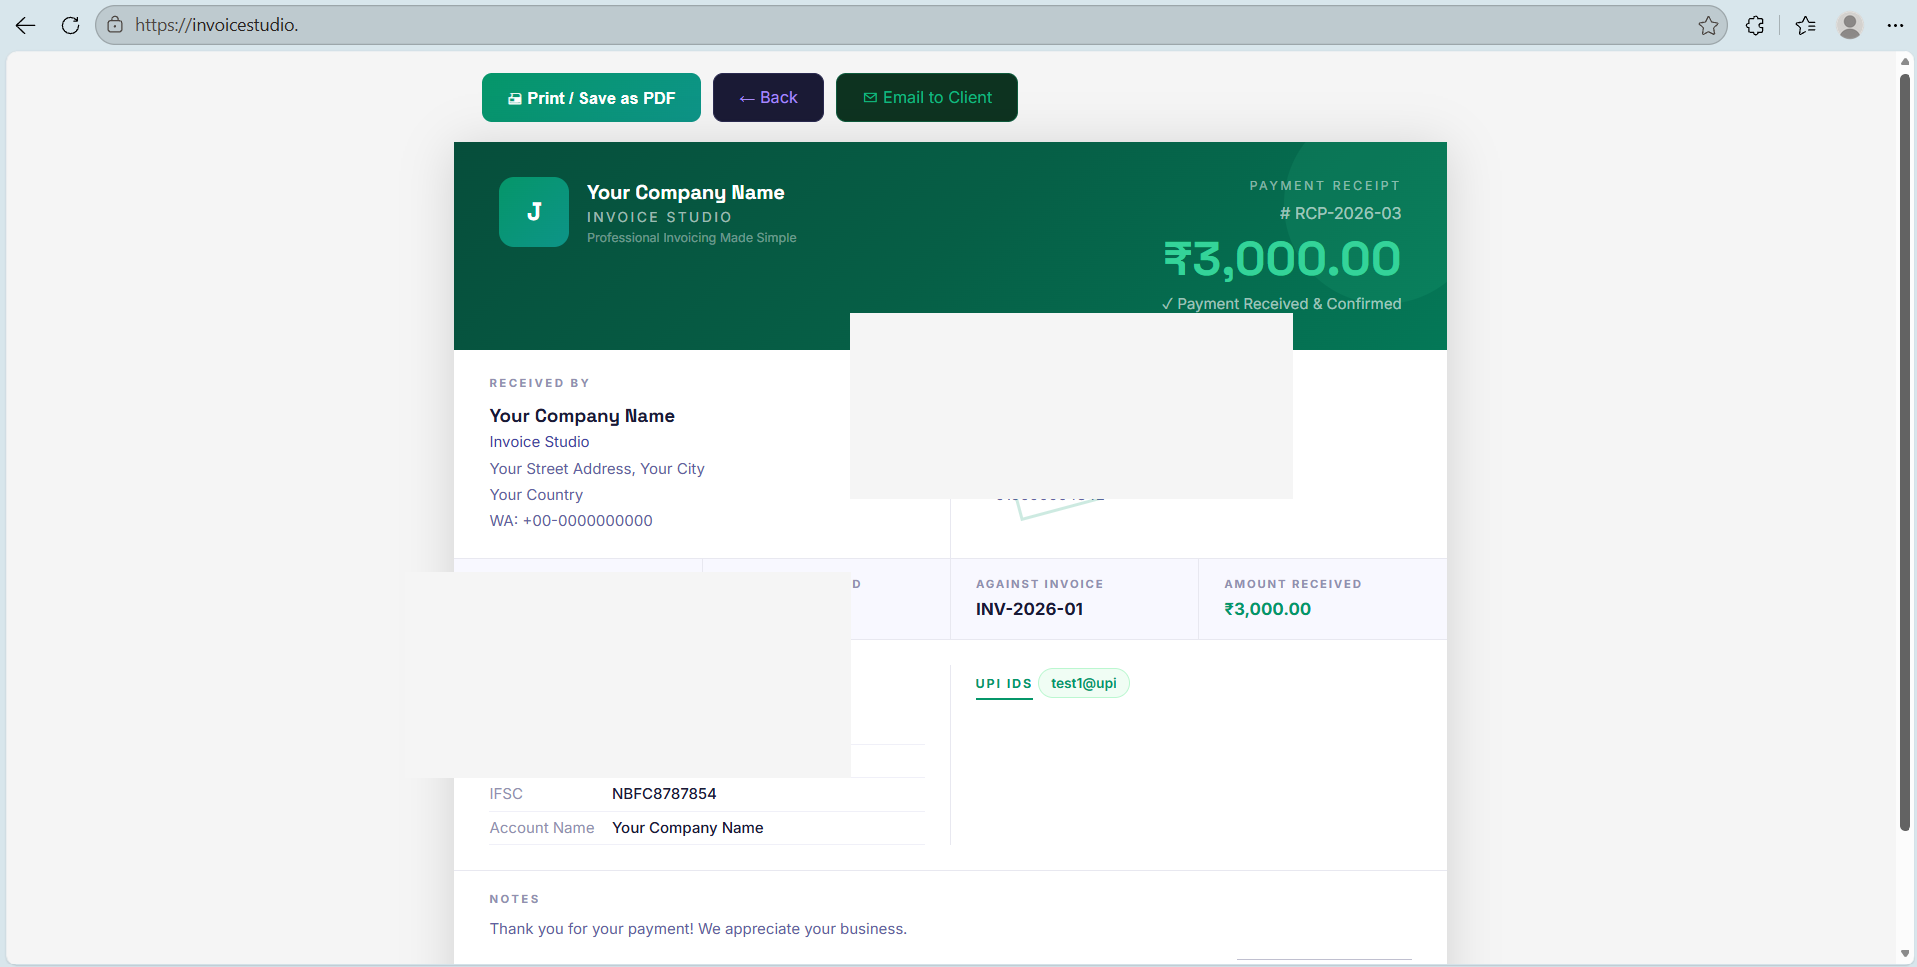 https://invoicestudio.
Print / Save as PDF
← Back
Email to Client
J
Your Company Name
INVOICE STUDIO
Professional Invoicing Made Simple
PAYMENT RECEIPT
# RCP-2026-03
₹3,000.00
✓ Payment Received & Confirmed
RECEIVED BY
Your Company Name
Invoice Studio
Your Street Address, Your City
Your Country
WA: +00-0000000000
AGAINST INVOICE
INV-2026-01
AMOUNT RECEIVED
₹3,000.00
UPI IDS test1@upi
IFSC NBFC8787854
Account Name Your Company Name
NOTES
Thank you for your payment! We appreciate your business.